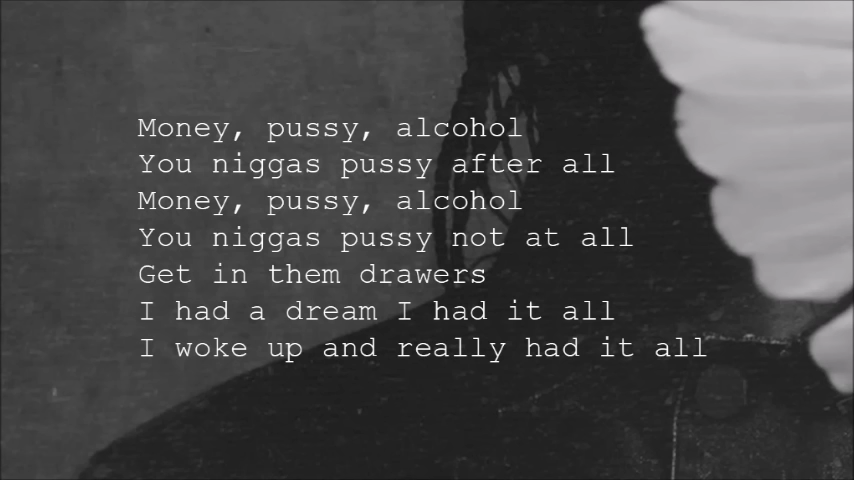 Money, pussy, alcohol
You niggas pussy after all
Money, pussy, alcohol
You niggas pussy not at all
Get in them drawers
I had a dream I had it all
I woke up and really had it all